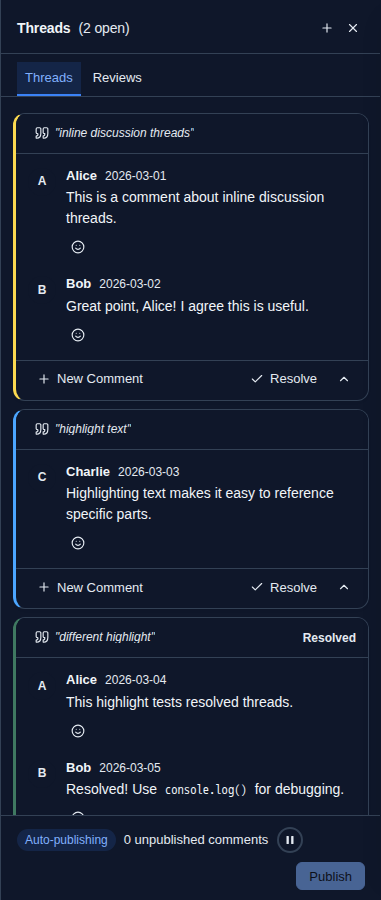 Threads (2 open)
Threads Reviews
"inline discussion threads"
A Alice 2026-03-01
This is a comment about inline discussion
threads.
B Bob 2026-03-02
Great point, Alice! I agree this is useful.
New Comment Resolve
"highlight text"
C Charlie 2026-03-03
Highlighting text makes it easy to reference
specific parts.
New Comment Resolve
"different highlight" Resolved
A Alice 2026-03-04
This highlight tests resolved threads.
B Bob 2026-03-05
Resolved! Use console.log() for debugging.
Auto-publishing 0 unpublished comments
Publish